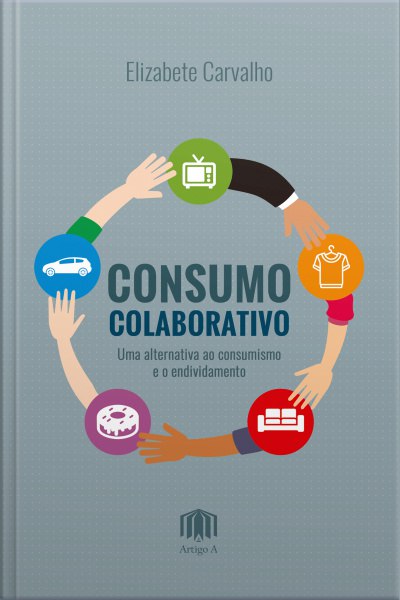 Elizabete Carvalho
CONSUMO
COLABORATIVO
Uma alternativa ao consumismo
e o endividamento
Artigo A